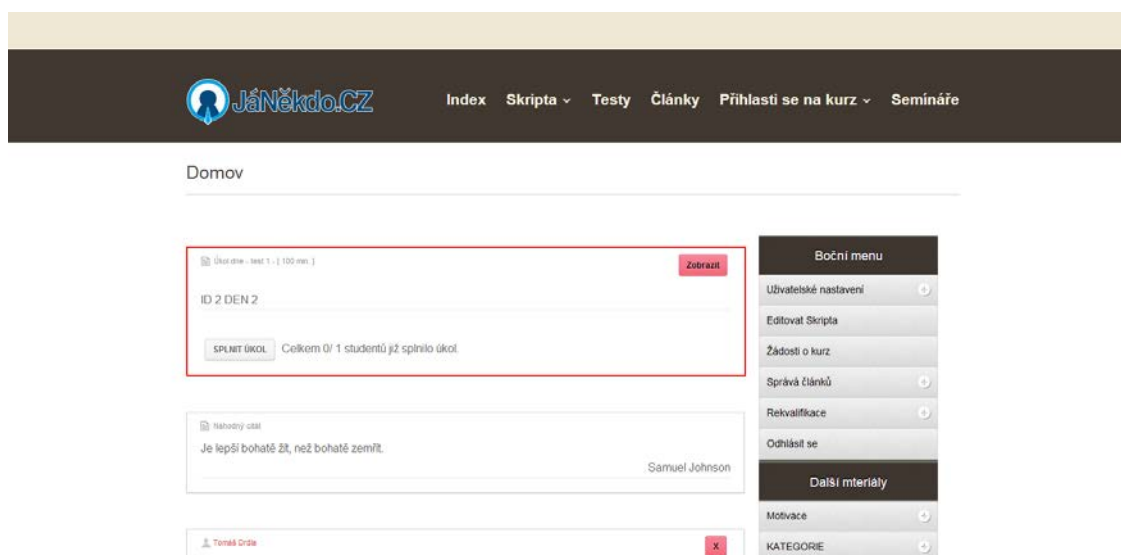 JáNěkdo.CZ
Index Skripta Testy Články Přihlasti se na kurz Semináře
Domov
Úkol dne - test 1 - [ 100 min. ]
Zobrazit
ID 2 DEN 2
SPLNIT ÚKOL Celkem 0/ 1 studentů již splnilo úkol
Náhodný citát
Je lepší bohatě žít, než bohatě zemřít.
Samuel Johnson
Tomáš Drdla
X
Boční menu
Uživatelské nastavení
Editovat Skripta
Žádosti o kurz
Správá článků
Rekvalifikace
Odhlásit se
Další mteriály
Motivace
KATEGORIE